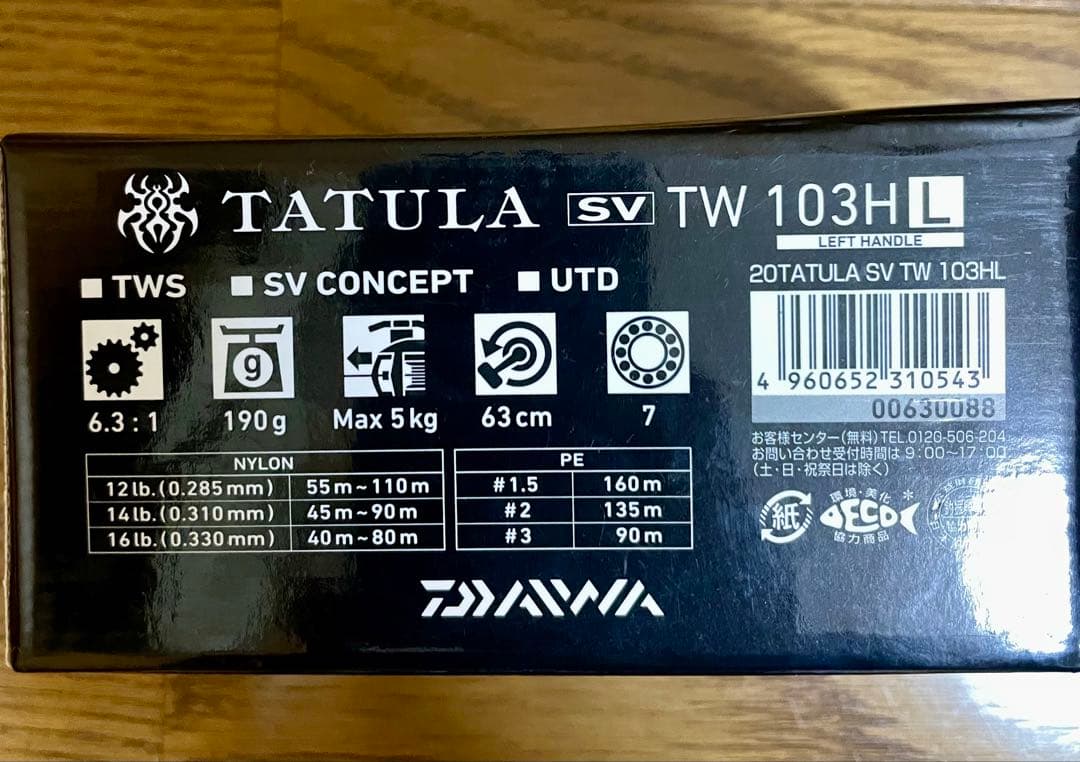 TATULA SV TW 103H L
LEFT HANDLE
TWS SV CONCEPT UTD
20TATULA SV TW 103HL
g
6.3:1 190g Max 5kg 63cm 7
4 960652 310543
00630088
お客様センター(無料)TEL.0120-506-204
お問い合わせ受付時間は 9:00~17:00
(土・日・祝祭日は除く)
NYLON
12lb.(0.285mm) 55m~110m
14lb.(0.310mm) 45m~90m
16lb.(0.330mm) 40m~80m
PE
#1.5 160m
#2 135m
#3 90m
紙
環境・美化
DECO
協力商品
DAIWA